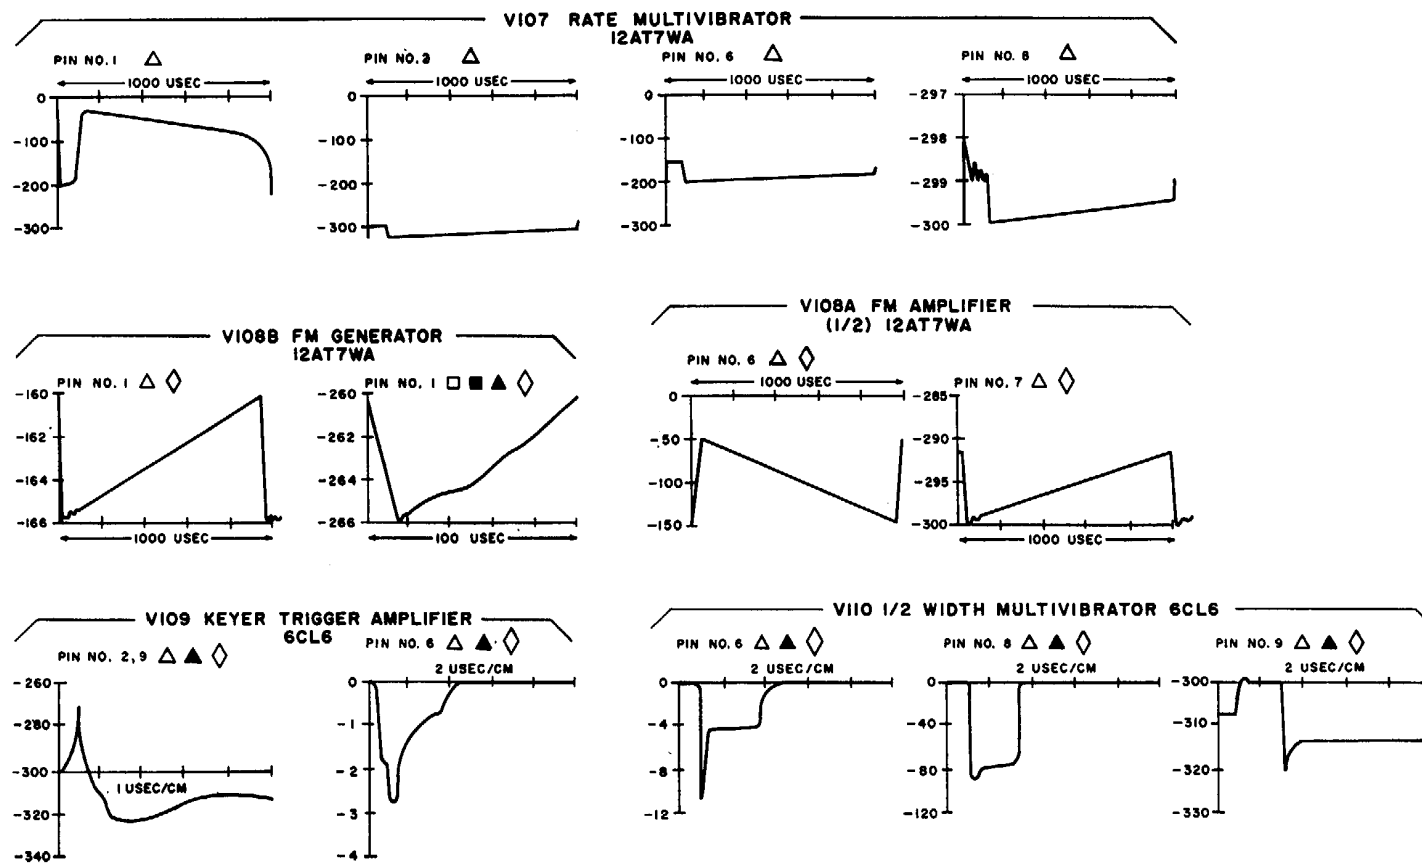 V107 RATE MULTIVIBRATOR
12AT7WA
PIN NO. 1 △
1000 USEC
0
-100
-200
-300
PIN NO. 2 △
1000 USEC
0
-100
-200
-300
PIN NO. 6 △
1000 USEC
0
-100
-200
-300
PIN NO. 8 △
1000 USEC
-297
-298
-299
-300
V108B FM GENERATOR
12AT7WA
PIN NO. 1 △ ◇
-160
-162
-164
-166
1000 USEC
PIN NO. 1 □ ■ ▲ ◇
-260
-262
-264
-266
100 USEC
V108A FM AMPLIFIER
(1/2) 12AT7WA
PIN NO. 6 △ ◇
1000 USEC
0
-50
-100
-150
PIN NO. 7 △ ◇
-285
-290
-295
-300
1000 USEC
V109 KEYER TRIGGER AMPLIFIER
6CL6
PIN NO. 2,9 △ ▲ ◇
-260
-280
-300
1 USEC/CM
-320
-340
PIN NO. 6 △ ▲ ◇
2 USEC/CM
0
-1
-2
-3
-4
V110 1/2 WIDTH MULTIVIBRATOR 6CL6
PIN NO. 6 △ ▲ ◇
2 USEC/CM
0
-4
-8
-12
PIN NO. 8 △ ▲ ◇
2 USEC/CM
0
-40
-80
-120
PIN NO. 9 △ ▲ ◇
2 USEC/CM
-300
-310
-320
-330